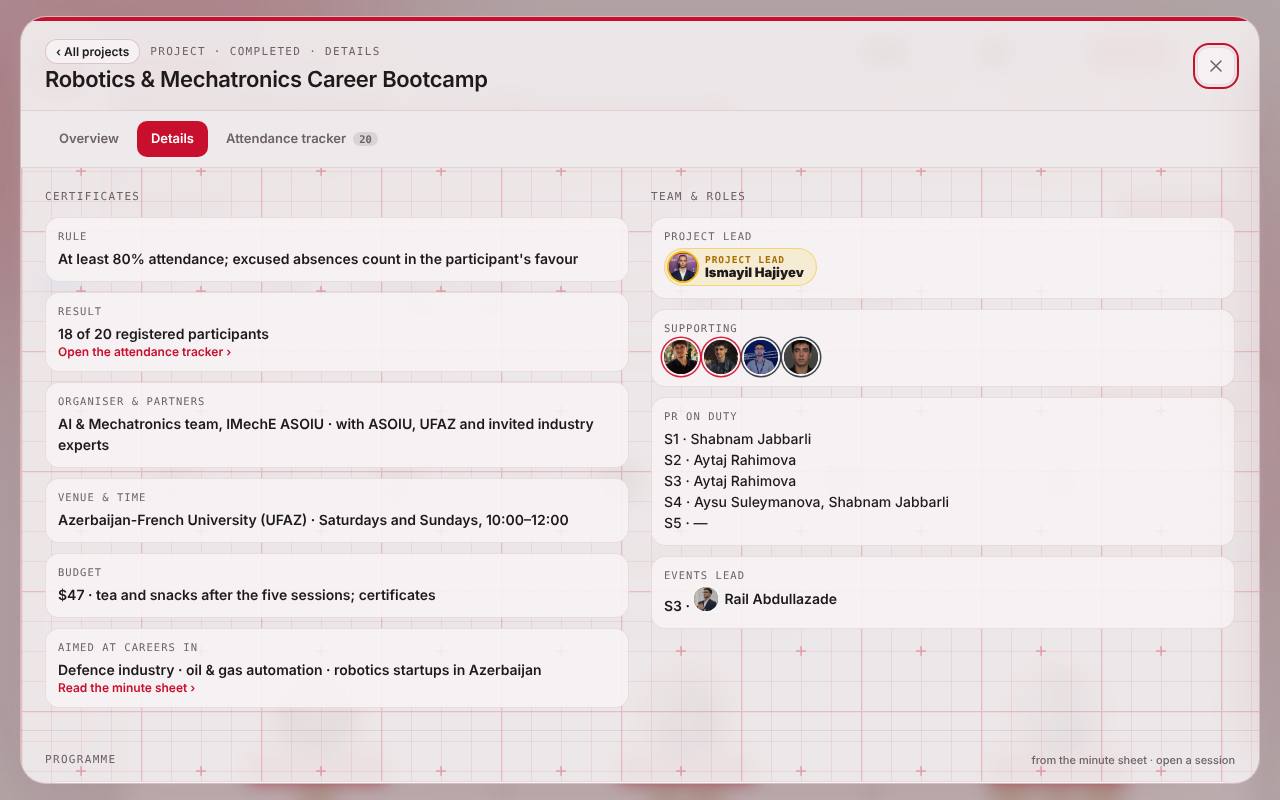 ‹ All projects
PROJECT · COMPLETED · DETAILS
Robotics & Mechatronics Career Bootcamp
Overview
Details
Attendance tracker 20
CERTIFICATES
RULE
At least 80% attendance; excused absences count in the participant's favour
RESULT
18 of 20 registered participants
Open the attendance tracker ›
ORGANISER & PARTNERS
AI & Mechatronics team, IMechE ASOIU · with ASOIU, UFAZ and invited industry
experts
VENUE & TIME
Azerbaijan-French University (UFAZ) · Saturdays and Sundays, 10:00–12:00
BUDGET
$47 · tea and snacks after the five sessions; certificates
AIMED AT CAREERS IN
Defence industry · oil & gas automation · robotics startups in Azerbaijan
Read the minute sheet ›
TEAM & ROLES
PROJECT LEAD
PROJECT LEAD
Ismayil Hajiyev
SUPPORTING
PR ON DUTY
S1 · Shabnam Jabbarli
S2 · Aytaj Rahimova
S3 · Aytaj Rahimova
S4 · Aysu Suleymanova, Shabnam Jabbarli
S5 · —
EVENTS LEAD
S3 · Rail Abdullazade
PROGRAMME
from the minute sheet · open a session